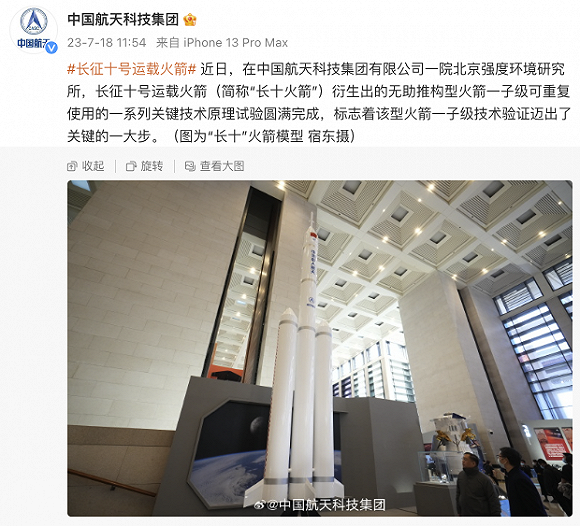 中国航天科技集团
23-7-18 11:54 来自 iPhone 13 Pro Max
#长征十号运载火箭# 近日，在中国航天科技集团有限公司一院北京强度环境研究
所，长征十号运载火箭（简称“长十火箭”）衍生出的无助推构型火箭一子级可重复
使用的一系列关键技术原理试验圆满完成，标志着该型火箭一子级技术验证迈出了
关键的一大步。（图为“长十”火箭模型 宿东摄）
收起 旋转 查看大图
中国航天
@中国航天科技集团